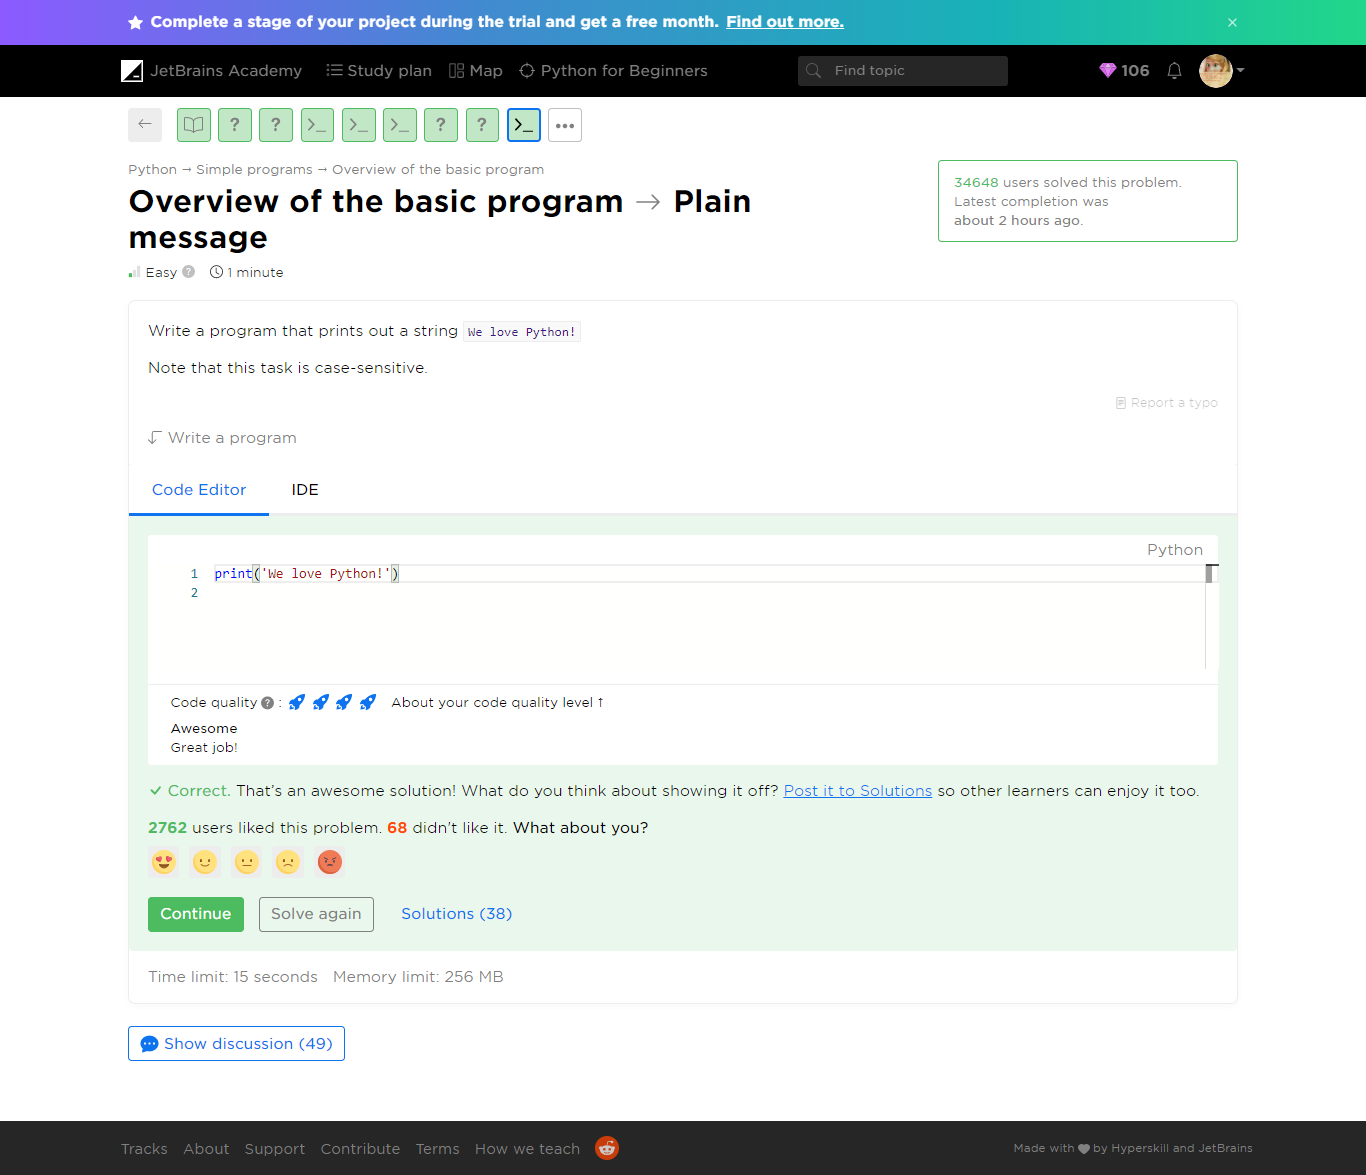 Complete a stage of your project during the trial and get a free month. Find out more. ×
JetBrains Academy Study plan Map Python for Beginners Find topic 106
← ? ? >_ >_ >_ ? ? >_ •••
Python → Simple programs → Overview of the basic program
Overview of the basic program → Plain
message
Easy ? 1 minute
34648 users solved this problem.
Latest completion was
about 2 hours ago.
Write a program that prints out a string We love Python!
Note that this task is case-sensitive.
Report a typo
Write a program
Code Editor IDE
Python
1 print('We love Python!')
2
Code quality ? : About your code quality level ↑
Awesome
Great job!
✓ Correct. That's an awesome solution! What do you think about showing it off? Post it to Solutions so other learners can enjoy it too.
2762 users liked this problem. 68 didn't like it. What about you?
Continue Solve again Solutions (38)
Time limit: 15 seconds Memory limit: 256 MB
Show discussion (49)
Tracks About Support Contribute Terms How we teach Made with ♥ by Hyperskill and JetBrains